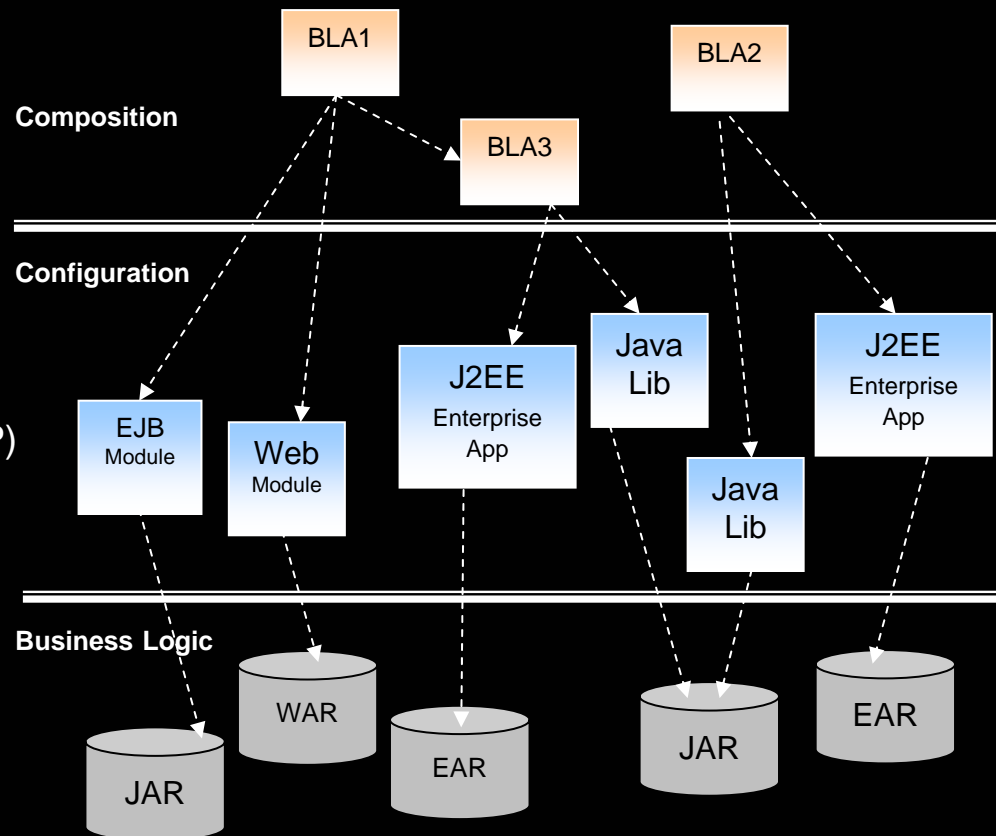 BLA1
BLA2
Composition
BLA3
Configuration
J2EE
Enterprise
App
Java
Lib
J2EE
Enterprise
App
EJB
Module
Web
Module
Java
Lib
Business Logic
WAR
EAR
JAR
EAR
JAR